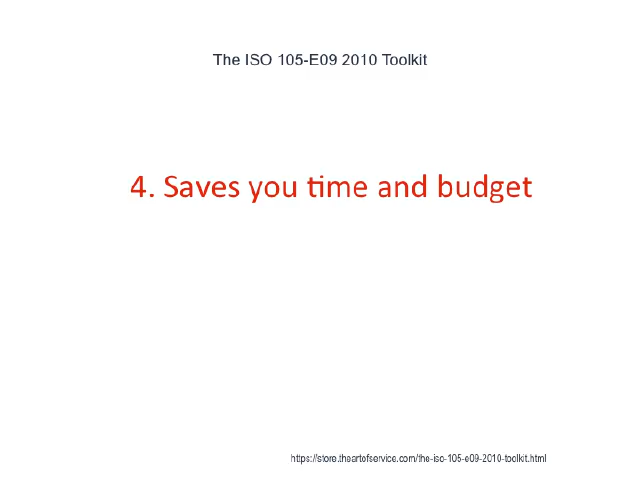 The ISO 105-E09 2010 Toolkit
4. Saves you time and budget
https://store.theartofservice.com/the-iso-105-e09-2010-toolkit.html